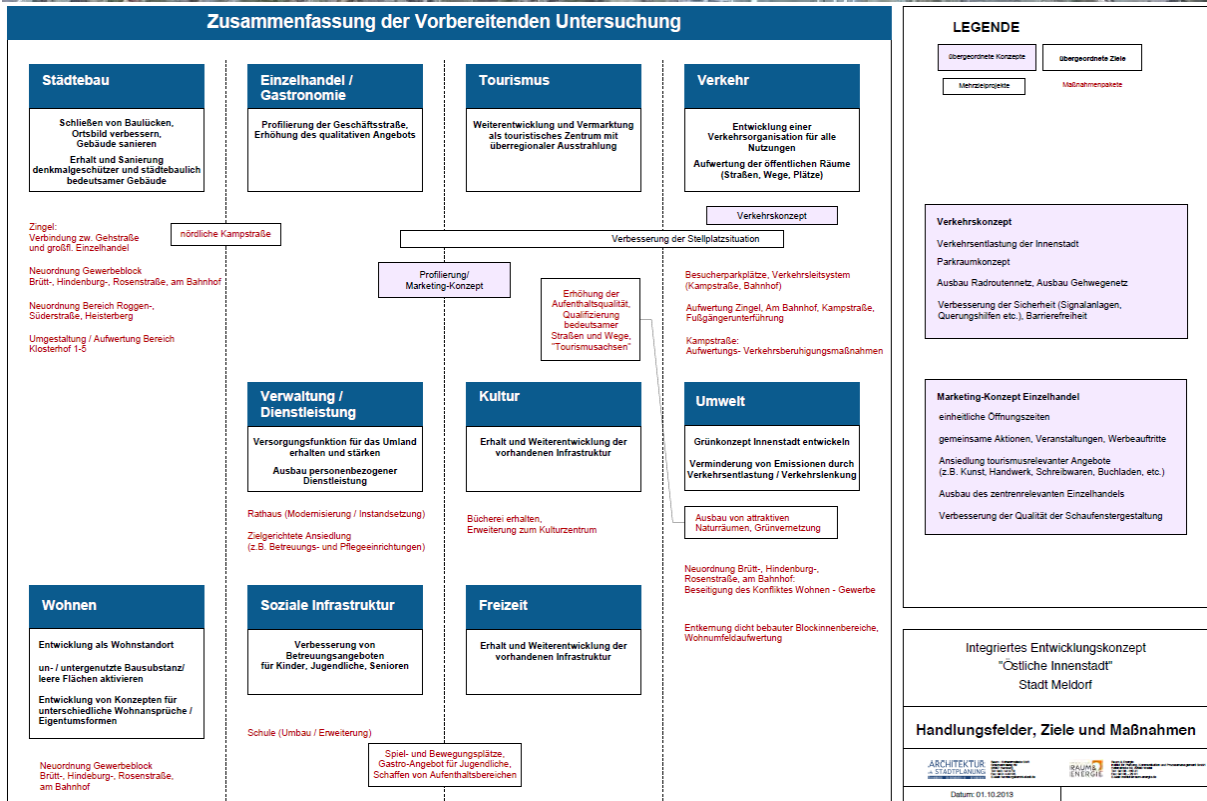 Zusammenfassung der Vorbereitenden Untersuchung
Städtebau
Schließen von Baulücken,
Ortsbild verbessern,
Gebäude sanieren
Erhalt und Sanierung
denkmalgeschützer und städtebaulich
bedeutsamer Gebäude
Zingel:
Verbindung zw. Gehstraße
und großfl. Einzelhandel
Neuordnung Gewerbeblock
Brütt-, Hindenburg-, Rosenstraße, am Bahnhof
Neuordnung Bereich Roggen-,
Süderstraße, Heisterberg
Umgestaltung / Aufwertung Bereich
Klosterhof 1-5
nördliche Kampstraße
Einzelhandel /
Gastronomie
Profilierung der Geschäftsstraße,
Erhöhung des qualitativen Angebots
Tourismus
Weiterentwicklung und Vermarktung
als touristisches Zentrum mit
überregionaler Ausstrahlung
Verkehr
Entwicklung einer
Verkehrsorganisation für alle
Nutzungen
Aufwertung der öffentlichen Räume
(Straßen, Wege, Plätze)
Verkehrskonzept
Verbesserung der Stellplatzsituation
Profilierung/
Marketing-Konzept
Erhöhung der
Aufenthaltsqualität,
Qualifizierung
bedeutsamer
Straßen und Wege,
"Tourismusachsen"
Besucherparkplätze, Verkehrsleitsystem
(Kampstraße, Bahnhof)
Aufwertung Zingel, Am Bahnhof, Kampstraße,
Fußgängerunterführung
Kampstraße:
Aufwertungs- Verkehrsberuhigungsmaßnahmen
Verwaltung /
Dienstleistung
Versorgungsfunktion für das Umland
erhalten und stärken
Ausbau personenbezogener
Dienstleistung
Rathaus (Modernisierung / Instandsetzung)
Zielgerichtete Ansiedlung
(z.B. Betreuungs- und Pflegeeinrichtungen)
Kultur
Erhalt und Weiterentwicklung der
vorhandenen Infrastruktur
Bücherei erhalten,
Erweiterung zum Kulturzentrum
Umwelt
Grünkonzept Innenstadt entwickeln
Verminderung von Emissionen durch
Verkehrsentlastung / Verkehrslenkung
Ausbau von attraktiven
Naturräumen, Grünvernetzung
Neuordnung Brütt-, Hindenburg-,
Rosenstraße, am Bahnhof:
Beseitigung des Konfliktes Wohnen - Gewerbe
Entkernung dicht bebauter Blockinnenbereiche,
Wohnumfeldaufwertung
Wohnen
Entwicklung als Wohnstandort
un- / untergenutzte Bausubstanz/
leere Flächen aktivieren
Entwicklung von Konzepten für
unterschiedliche Wohnansprüche /
Eigentumsformen
Neuordnung Gewerbeblock
Brütt-, Hindeburg-, Rosenstraße,
am Bahnhof
Soziale Infrastruktur
Verbesserung von
Betreuungsangeboten
für Kinder, Jugendliche, Senioren
Schule (Umbau / Erweiterung)
Freizeit
Erhalt und Weiterentwicklung der
vorhandenen Infrastruktur
Spiel- und Bewegungsplätze,
Gastro-Angebot für Jugendliche,
Schaffen von Aufenthaltsbereichen
LEGENDE
übergeordnete Konzepte
übergeordnete Ziele
Mehrzielprojekte
Maßnahmenpakete
Verkehrskonzept
Verkehrsentlastung der Innenstadt
Parkraumkonzept
Ausbau Radroutennetz, Ausbau Gehwegenetz
Verbesserung der Sicherheit (Signalanlagen,
Querungshilfen etc.), Barrierefreiheit
Marketing-Konzept Einzelhandel
einheitliche Öffnungszeiten
gemeinsame Aktionen, Veranstaltungen, Werbeauftritte
Ansiedlung tourismusrelevanter Angebote
(z.B. Kunst, Handwerk, Schreibwaren, Buchladen, etc.)
Ausbau des zentrenrelevanten Einzelhandels
Verbesserung der Qualität der Schaufenstergestaltung
Integriertes Entwicklungskonzept
"Östliche Innenstadt"
Stadt Meldorf
Handlungsfelder, Ziele und Maßnahmen
ARCHITEKTUR
STADTPLANUNG
RAUM &
ENERGIE
Datum: 01.10.2013